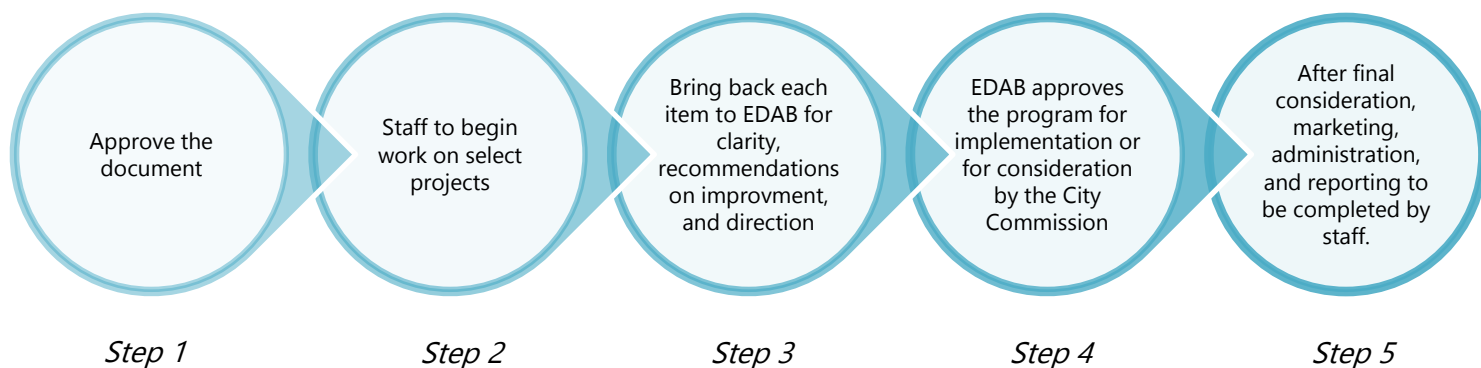 Approve the
document
Staff to begin
work on select
projects
Bring back each
item to EDAB for
clarity,
recommendations
on improvment,
and direction
EDAB approves
the program for
implementation or
for consideration
by the City
Commission
After final
consideration,
marketing,
administration,
and reporting to
be completed by
staff.
Step 1
Step 2
Step 3
Step 4
Step 5